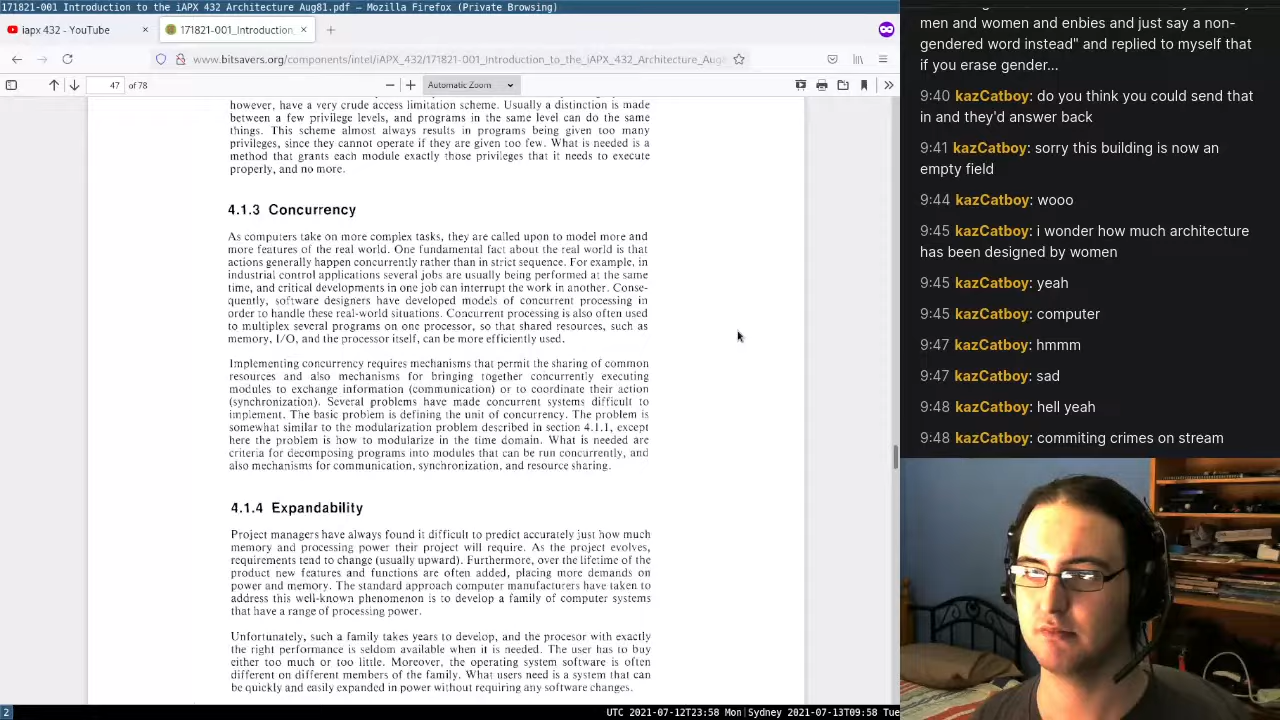 171821-001 Introduction to the iAPX 432 Architecture Aug81.pdf — Mozilla Firefox (Private Browsing)
iapx 432 - YouTube
171821-001_Introduction_
www.bitsavers.org/components/intel/iAPX_432/171821-001_Introduction_to_the_iAPX_432_Architecture_Aug
47 of 78
Automatic Zoom
however, have a very crude access limitation scheme. Usually a distinction is made
between a few privilege levels, and programs in the same level can do the same
things. This scheme almost always results in programs being given too many
privileges, since they cannot operate if they are given too few. What is needed is a
method that grants each module exactly those privileges that it needs to execute
properly, and no more.
4.1.3 Concurrency
As computers take on more complex tasks, they are called upon to model more and
more features of the real world. One fundamental fact about the real world is that
actions generally happen concurrently rather than in strict sequence. For example, in
industrial control applications several jobs are usually being performed at the same
time, and critical developments in one job can interrupt the work in another. Conse-
quently, software designers have developed models of concurrent processing in
order to handle these real-world situations. Concurrent processing is also often used
to multiplex several programs on one processor, so that shared resources, such as
memory, I/O, and the processor itself, can be more efficiently used.
Implementing concurrency requires mechanisms that permit the sharing of common
resources and also mechanisms for bringing together concurrently executing
modules to exchange information (communication) or to coordinate their action
(synchronization). Several problems have made concurrent systems difficult to
implement. The basic problem is defining the unit of concurrency. The problem is
somewhat similar to the modularization problem described in section 4.1.1, except
here the problem is how to modularize in the time domain. What is needed are
criteria for decomposing programs into modules that can be run concurrently, and
also mechanisms for communication, synchronization, and resource sharing.
4.1.4 Expandability
Project managers have always found it difficult to predict accurately just how much
memory and processing power their project will require. As the project evolves,
requirements tend to change (usually upward). Furthermore, over the lifetime of the
product new features and functions are often added, placing more demands on
power and memory. The standard approach computer manufacturers have taken to
address this well-known phenomenon is to develop a family of computer systems
that have a range of processing power.
Unfortunately, such a family takes years to develop, and the procesor with exactly
the right performance is seldom available when it is needed. The user has to buy
either too much or too little. Moreover, the operating system software is often
different on different members of the family. What users need is a system that can
be quickly and easily expanded in power without requiring any software changes.
2
UTC 2021-07-12T23:58 Mon|Sydney 2021-07-13T09:58 Tue
men and women and enbies and just say a non-
gendered word instead" and replied to myself that
if you erase gender...
9:40 kazCatboy: do you think you could send that
in and they'd answer back
9:41 kazCatboy: sorry this building is now an
empty field
9:44 kazCatboy: wooo
9:45 kazCatboy: i wonder how much architecture
has been designed by women
9:45 kazCatboy: yeah
9:45 kazCatboy: computer
9:47 kazCatboy: hmmm
9:47 kazCatboy: sad
9:48 kazCatboy: hell yeah
9:48 kazCatboy: commiting crimes on stream